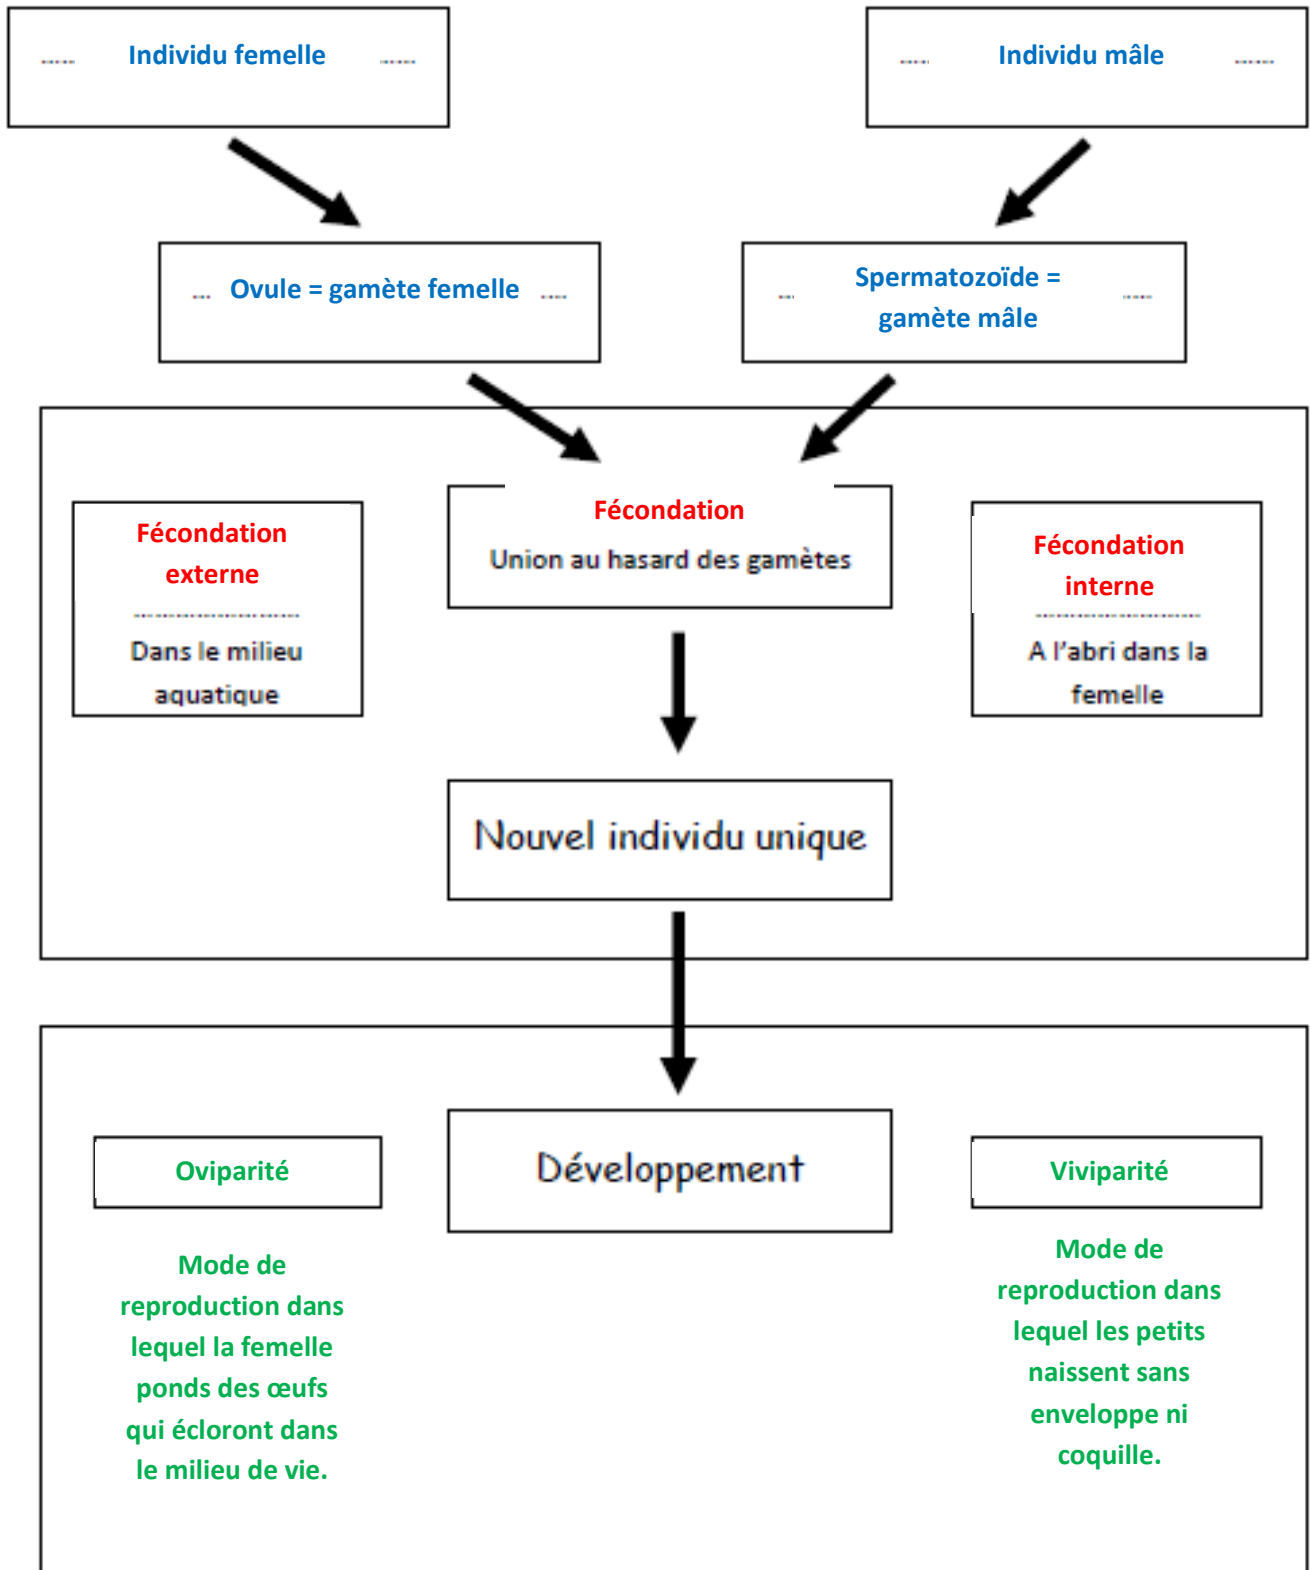 Individu femelle
Individu mâle
Ovule = gamète femelle
Spermatozoïde =
gamète mâle
Fécondation
Union au hasard des gamètes
Fécondation
externe
Dans le milieu
aquatique
Fécondation
interne
A l'abri dans la
femelle
Nouvel individu unique
Développement
Oviparité
Mode de
reproduction dans
lequel la femelle
ponds des œufs
qui écloront dans
le milieu de vie.
Viviparité
Mode de
reproduction dans
lequel les petits
naissent sans
enveloppe ni
coquille.